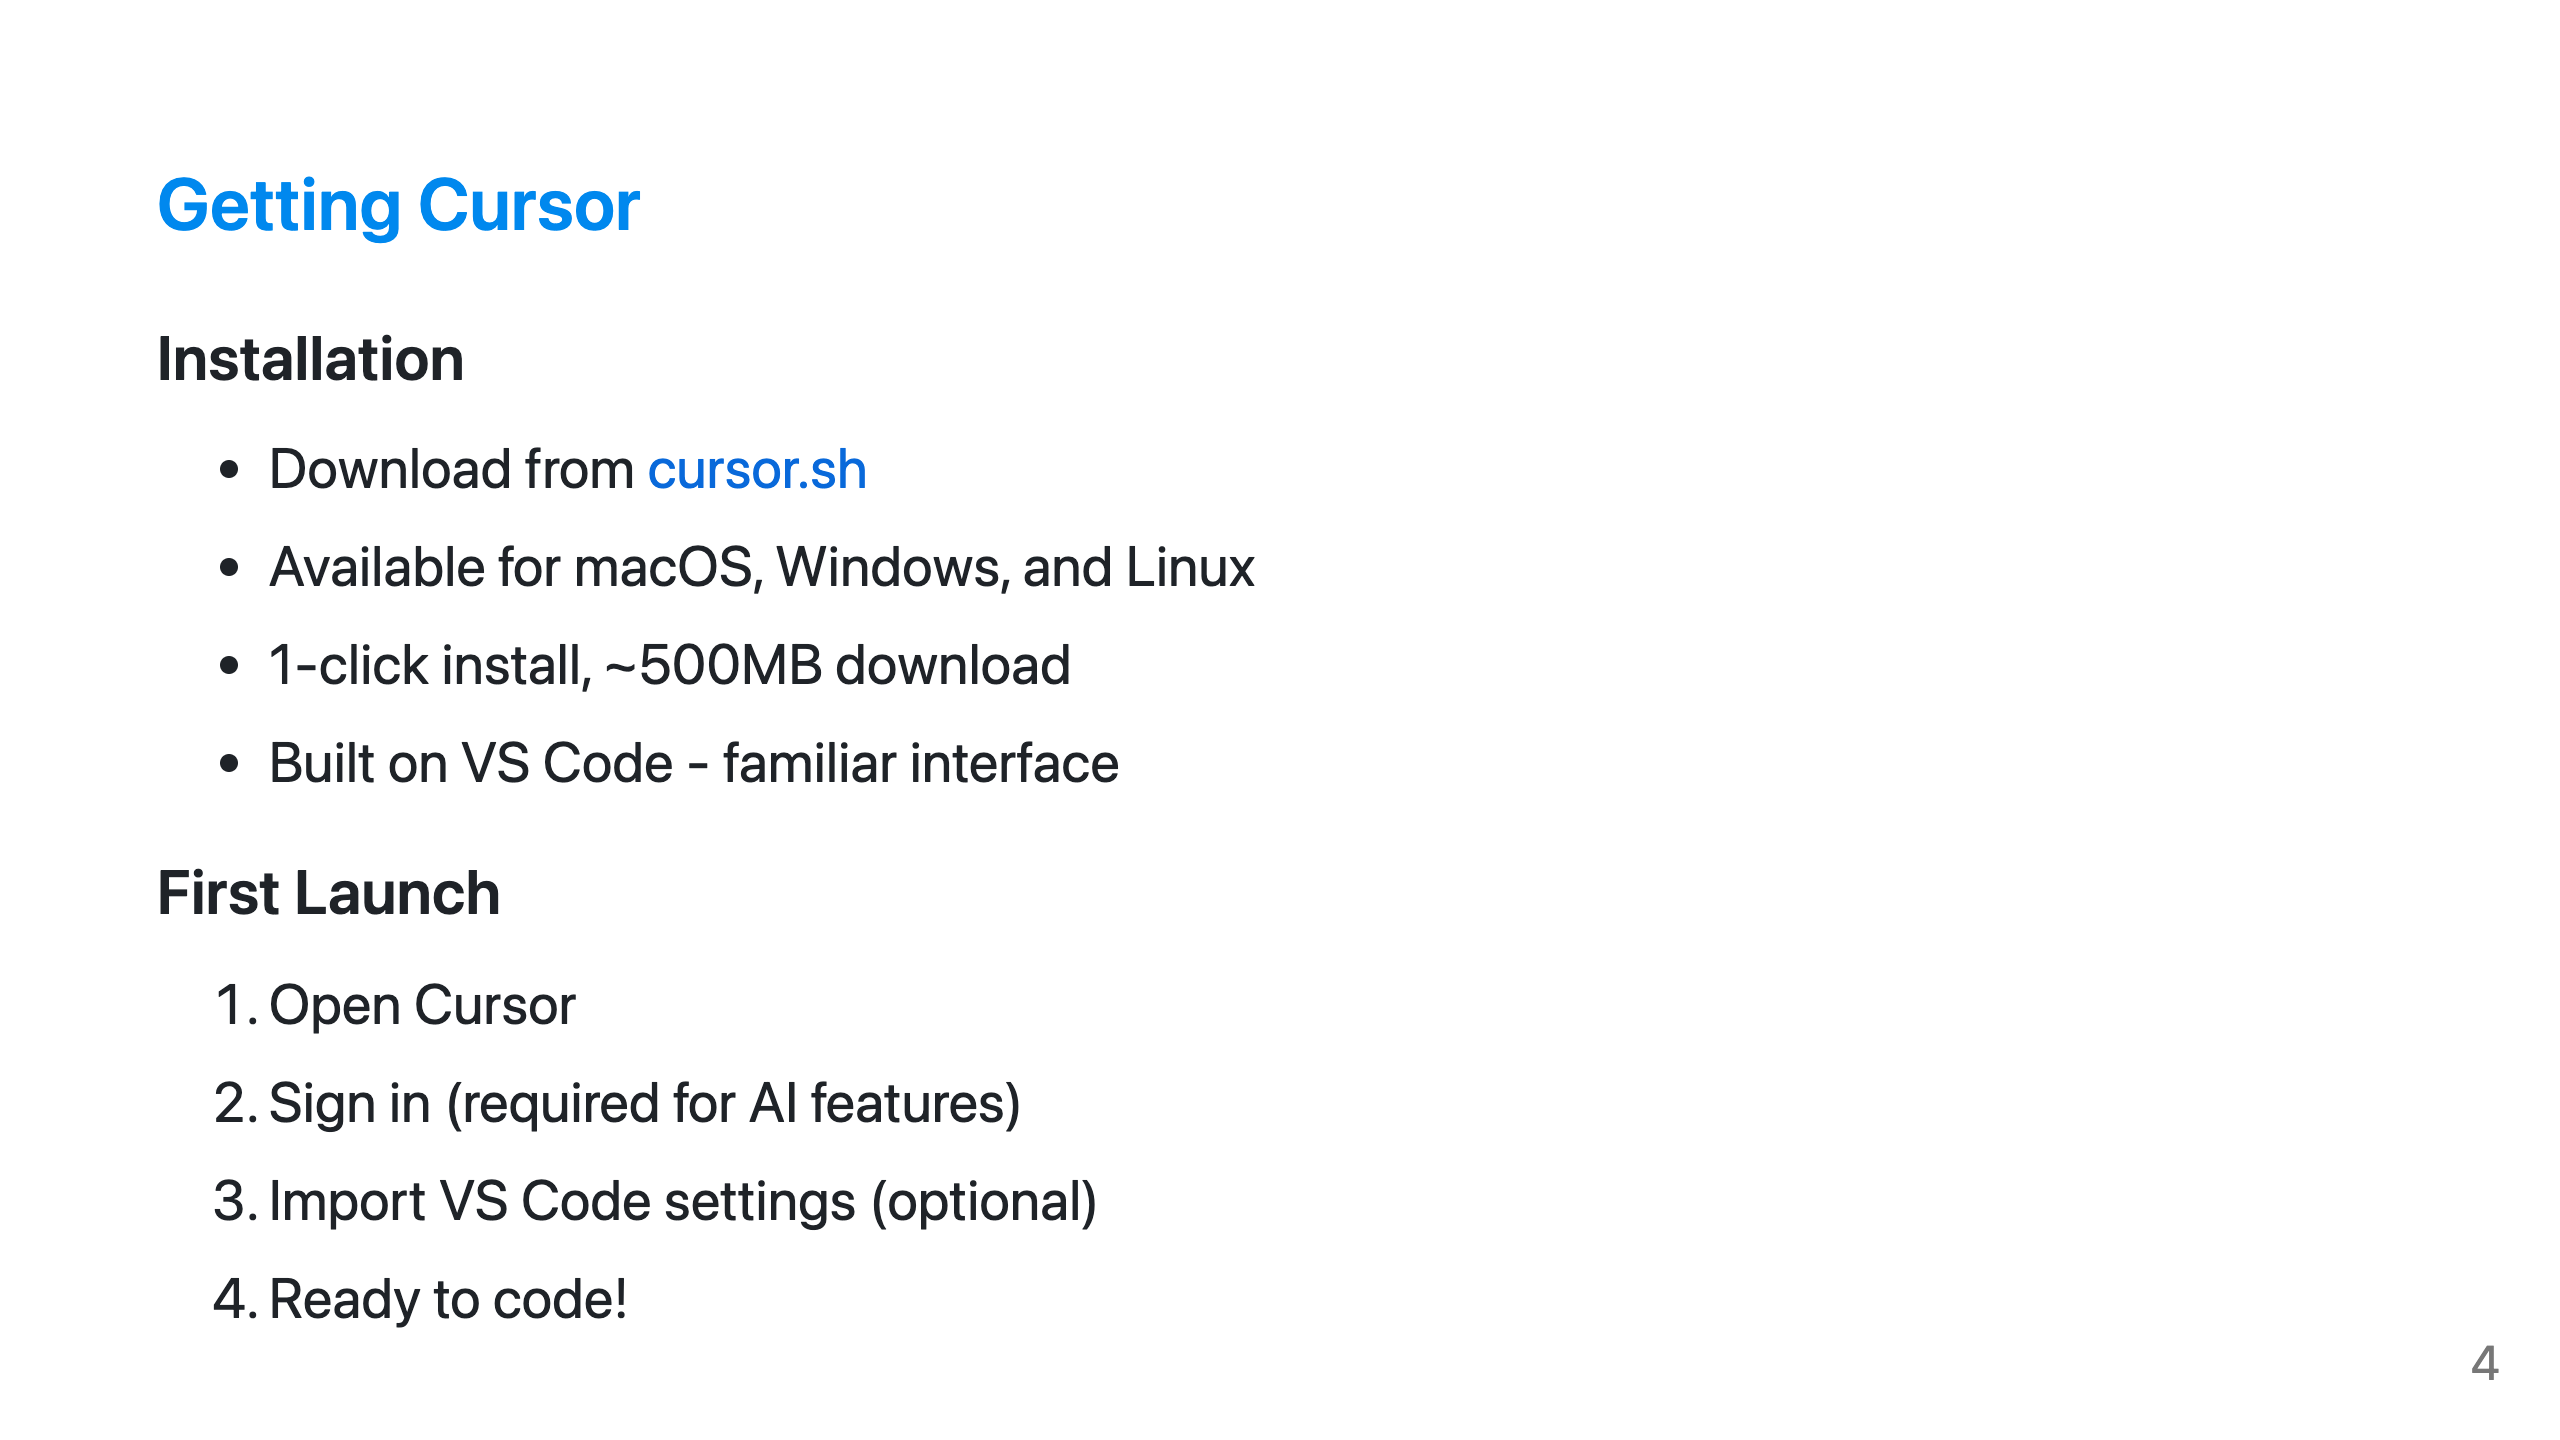 Getting Cursor
Installation
• Download from cursor.sh
• Available for macOS, Windows, and Linux
• 1-click install, ~500MB download
• Built on VS Code - familiar interface
First Launch
1. Open Cursor
2. Sign in (required for AI features)
3. Import VS Code settings (optional)
4. Ready to code!
4